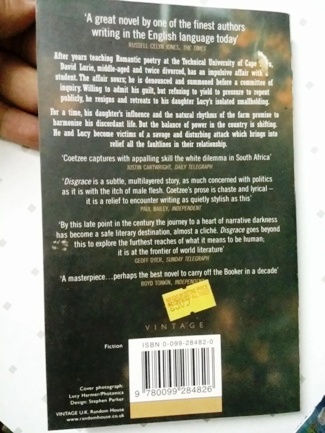 'A great novel by one of the finest authors
writing in the English language today'
RUSSELL CELYN JONES, THE TIMES
After years teaching Romantic poetry at the Technical University of Cape
David Lurie, middle-aged and twice divorced, has an impulsive affair with a
student. The affair sours; he is denounced and summoned before a committee of
inquiry. Willing to admit his guilt, but refusing to yield to pressure to repent
publicly, he resigns and retreats to his daughter Lucy's isolated smallholding.
For a time, his daughter's influence and the natural rhythms of the farm promise to
harmonise his discordant life. But the balance of power in the country is shifting.
He and Lucy become victims of a savage and disturbing attack which brings into
relief all the faultlines in their relationship.
'Coetzee captures with appalling skill the white dilemma in South Africa'
JUSTIN CARTWRIGHT, DAILY TELEGRAPH
'Disgrace is a subtle, multilayered story, as much concerned with politics
as it is with the itch of male flesh. Coetzee's prose is chaste and lyrical –
it is a relief to encounter writing as quietly stylish as this'
PAUL BAILEY, INDEPENDENT
'By this late point in the century the journey to a heart of narrative darkness
has become a safe literary destination, almost a cliché. Disgrace goes beyond
this to explore the furthest reaches of what it means to be human;
it is at the frontier of world literature'
GEOFF DYER, SUNDAY TELEGRAPH
'A masterpiece...perhaps the best novel to carry off the Booker in a decade'
BOYD TONKIN, INDEPENDENT
VINTAGE
Fiction
ISBN 0-099-28482-0
9 780099 284826
Cover photograph:
Lucy Harmer/Photonica
Design: Stephen Parker
VINTAGE U.K. Random House
www.randomhouse.co.uk